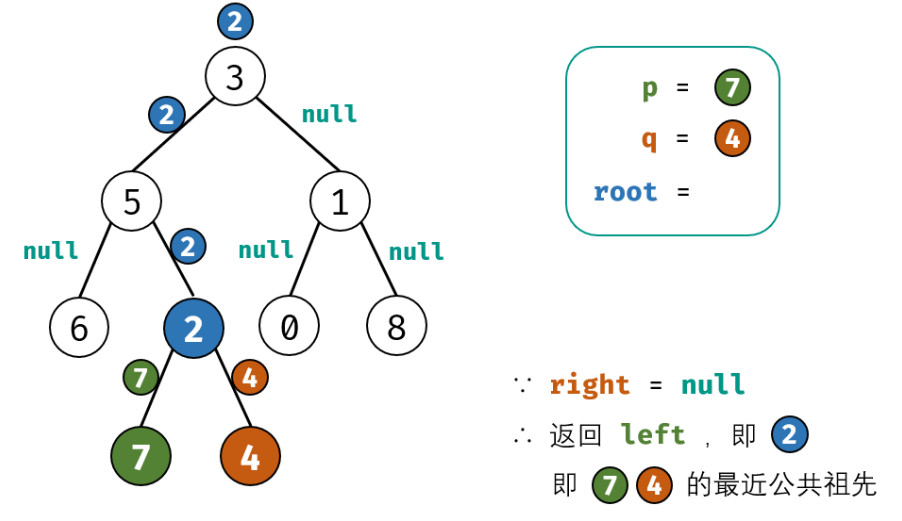 2
3
2
null
5
1
null
2
null
null
6
2
0
8
7
4
7
4
p = 7
q = 4
root =
∵ right = null
∴ 返回 left ，即 2
即 7 4 的最近公共祖先